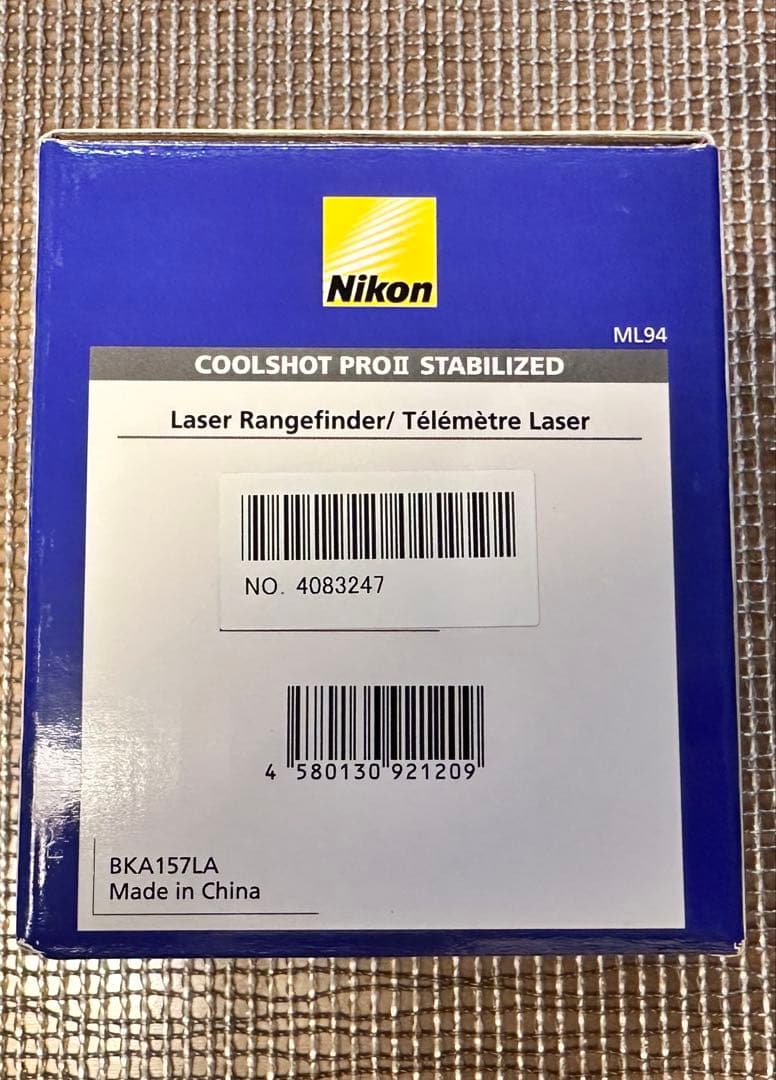 Nikon
ML94
COOLSHOT PROⅡ STABILIZED
Laser Rangefinder/ Télémètre Laser
NO. 4083247
4 580130 921209
BKA157LA
Made in China